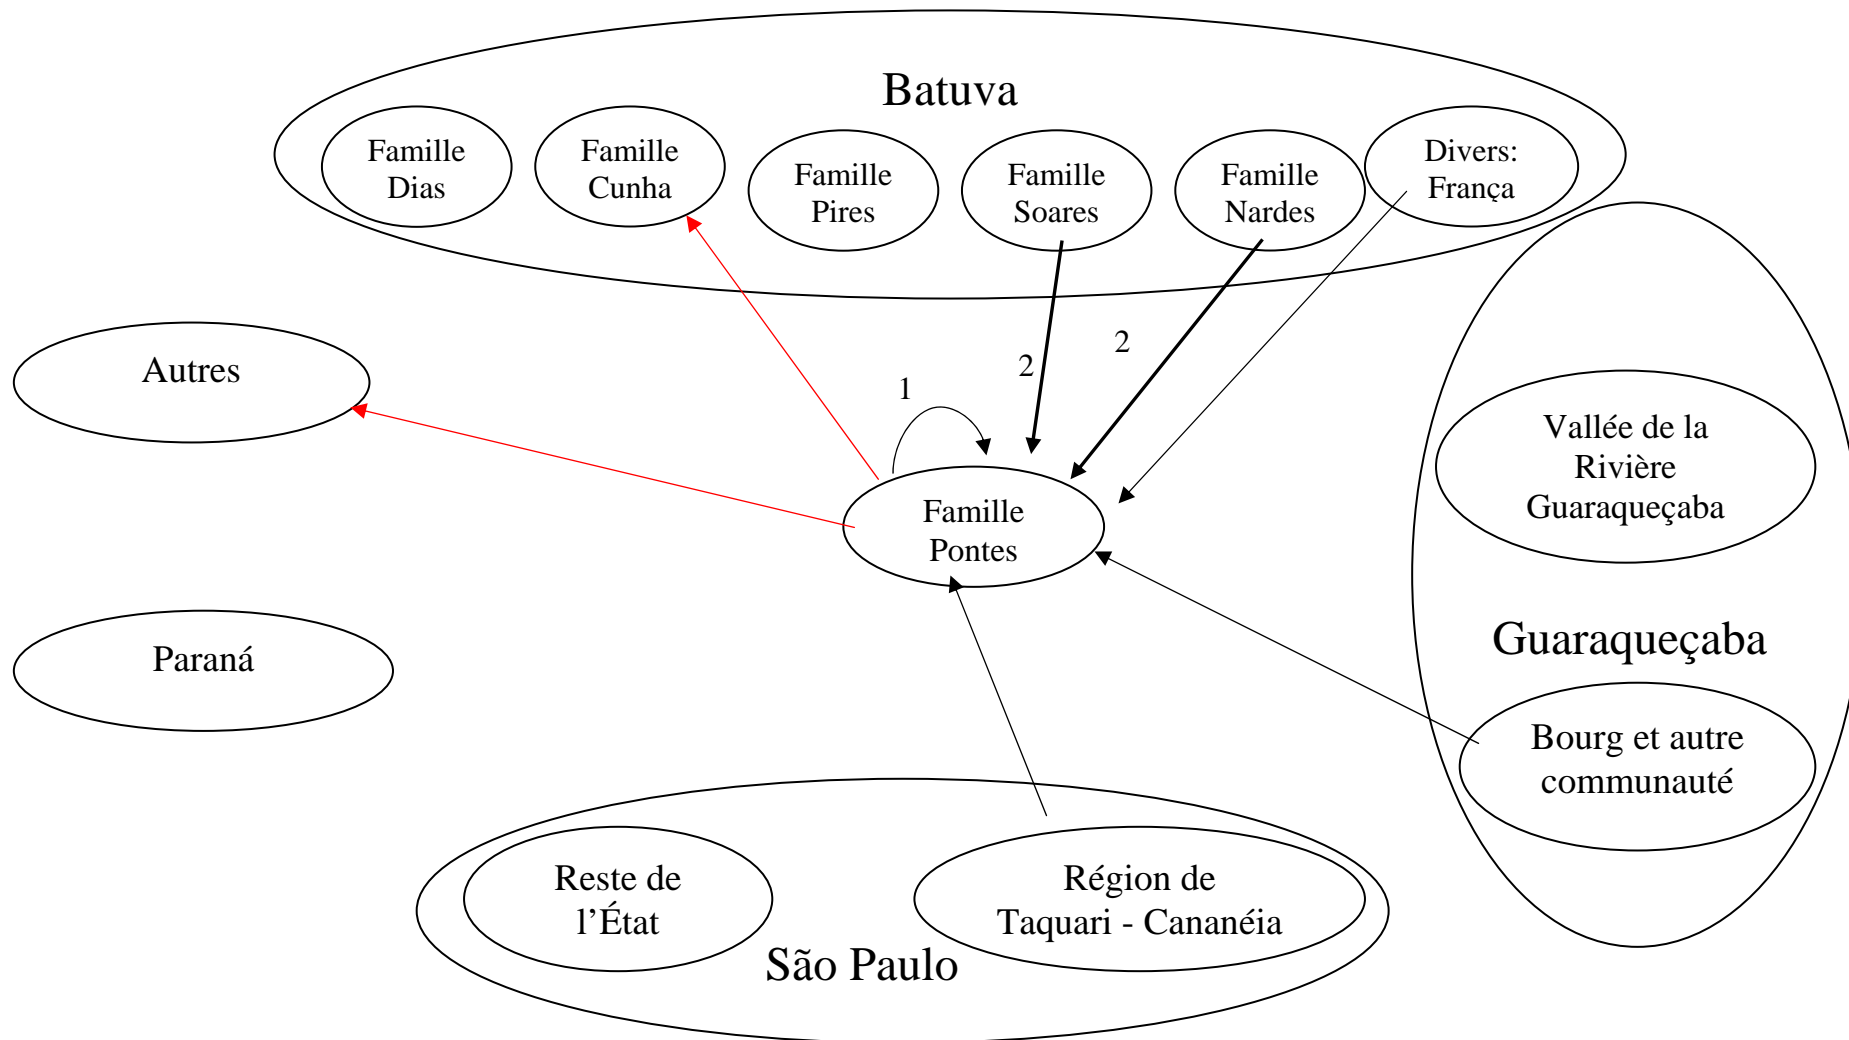 Batuva
Famille
Dias
Famille
Cunha
Famille
Pires
Famille
Soares
Famille
Nardes
Divers:
França
Autres
1
2
2
Famille
Pontes
Vallée de la
Rivière
Guaraqueçaba
Guaraqueçaba
Bourg et autre
communauté
Paraná
Reste de
l’État
Région de
Taquari - Cananéia
São Paulo